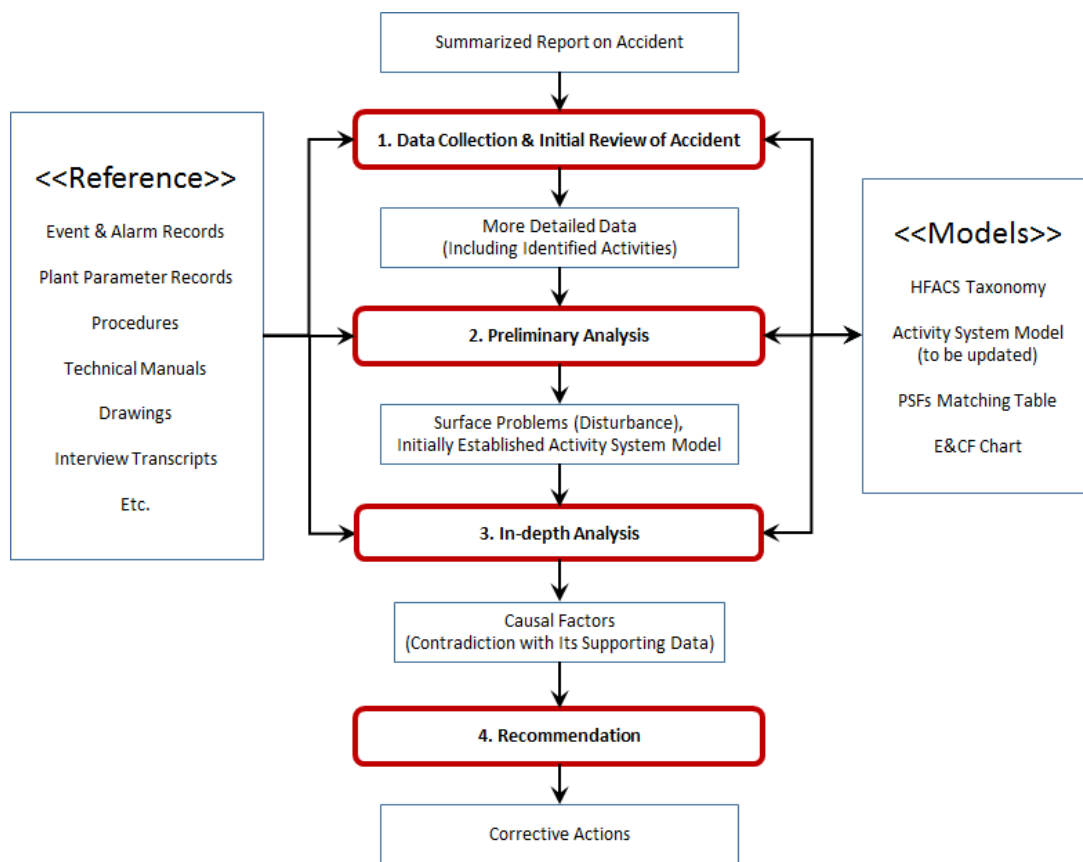 Summarized Report on Accident
1. Data Collection & Initial Review of Accident
<<Reference>>
Event & Alarm Records
Plant Parameter Records
Procedures
Technical Manuals
Drawings
Interview Transcripts
Etc.
More Detailed Data
(Including Identified Activities)
2. Preliminary Analysis
Surface Problems (Disturbance),
Initially Established Activity System Model
3. In-depth Analysis
<<Models>>
HFACS Taxonomy
Activity System Model
(to be updated)
PSFs Matching Table
E&CF Chart
Causal Factors
(Contradiction with Its Supporting Data)
4. Recommendation
Corrective Actions